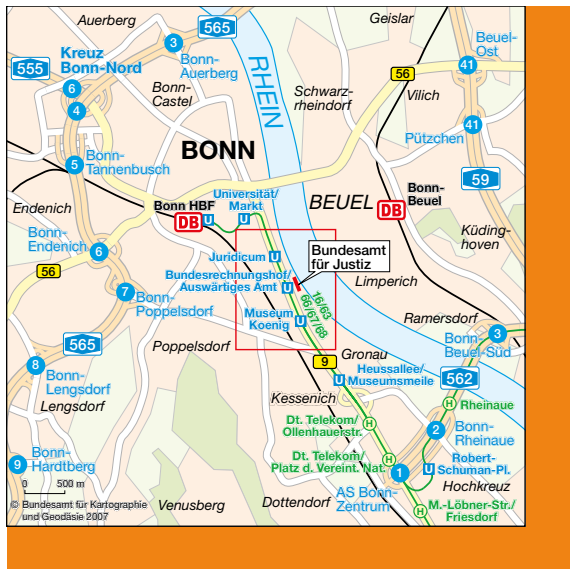 Auerberg
565
Geislar
3
Beuel-
Ost
Kreuz
Bonn-Nord
Bonn-
Auerberg
555
41
56
6
Bonn-
Castel
RHEIN
Schwarz-
rheindorf
Vilich
4
41
Pützchen
BONN
5
Bonn-
Tannenbusch
59
Bonn HBF
DB
U
Universität/
Markt
U
BEUEL
Bonn-
Beuel
DB
Endenich
Küding-
hoven
Bonn-
Endenich
6
Juridicum
U
Bundesamt
für Justiz
56
Bundesrechnungshof/
Auswärtiges Amt
U
Limperich
7
Bonn-
Poppelsdorf
16/63
66/67/68
Museum
Koenig
U
Ramersdorf
3
Bonn-
Beuel-Süd
565
Poppelsdorf
9
Gronau
8
Bonn-
Lengsdorf
Heussallee/
Museumsmeile
U
562
Lengsdorf
Kessenich
H
Rheinaue
Dt. Telekom/
Ollenhauerstr.
H
2
Bonn-
Rheinaue
9
Bonn-
Hardtberg
Dt. Telekom/
Platz d. Vereint. Nat.
H
1
U
Robert-
Schuman-Pl.
0 500 m
AS Bonn-
Zentrum
Hochkreuz
© Bundesamt für Kartographie
und Geodäsie 2007
Venusberg
Dottendorf
H
M.-Löbner-Str./
Friesdorf